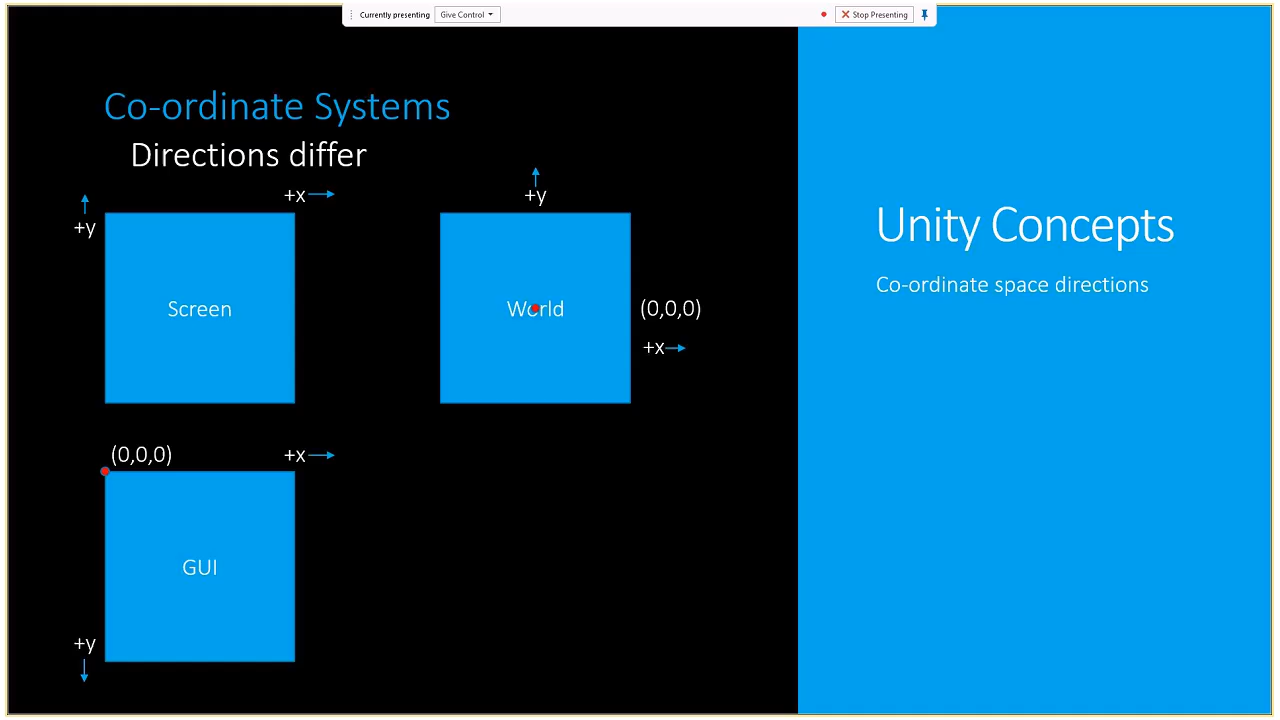 Currently presenting
Give Control
Stop Presenting
Co-ordinate Systems
Directions differ
+x
+y
Screen
+y
World
(0,0,0)
+x
(0,0,0)
+x
GUI
+y
Unity Concepts
Co-ordinate space directions